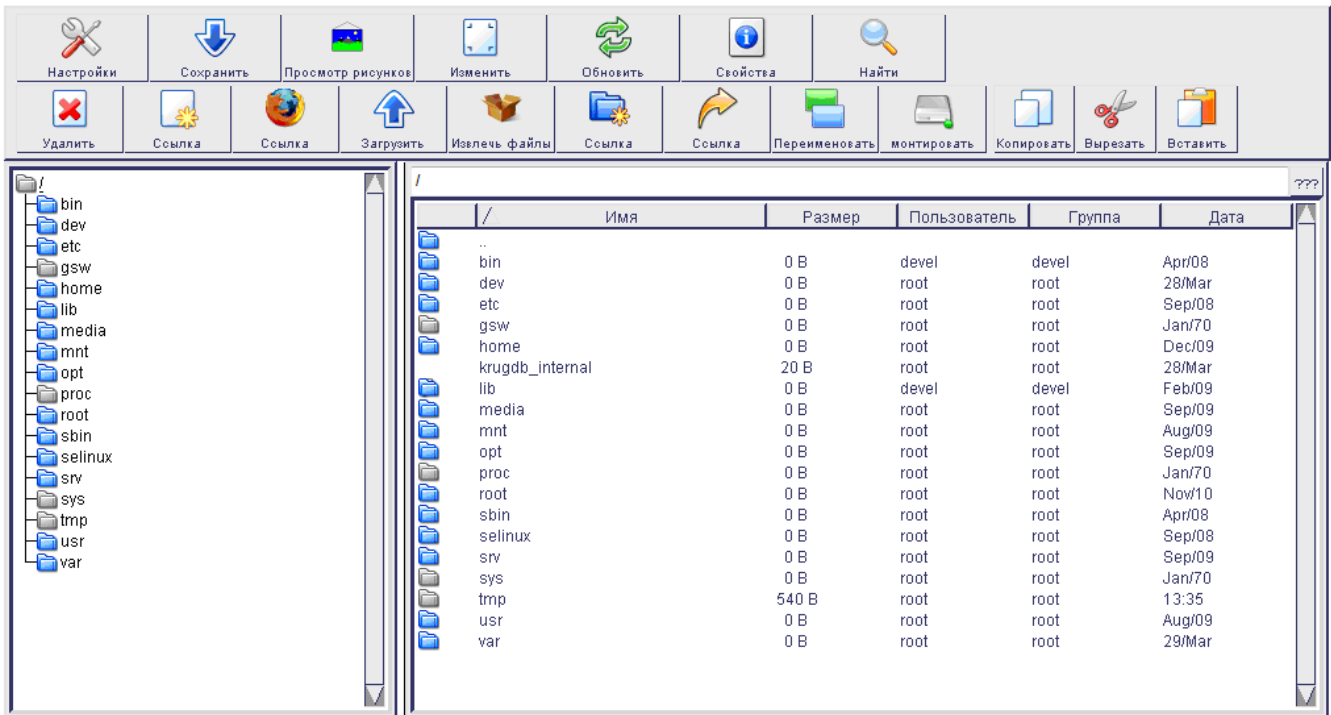 Настройки Сохранить Просмотр рисунков Изменить Обновить Свойства Найти
Удалить Ссылка Ссылка Загрузить Извлечь файлы Ссылка Ссылка Переименовать монтировать Копировать Вырезать Вставить
/
bin
dev
etc
gsw
home
lib
media
mnt
opt
proc
root
sbin
selinux
srv
sys
tmp
usr
var
/ ???
/ Имя Размер Пользователь Группа Дата
..
bin 0 B devel devel Apr/08
dev 0 B root root 28/Mar
etc 0 B root root Sep/08
gsw 0 B root root Jan/70
home 0 B root root Dec/09
krugdb_internal 20 B root root 28/Mar
lib 0 B devel devel Feb/09
media 0 B root root Sep/09
mnt 0 B root root Aug/09
opt 0 B root root Sep/09
proc 0 B root root Jan/70
root 0 B root root Nov/10
sbin 0 B root root Apr/08
selinux 0 B root root Sep/08
srv 0 B root root Sep/09
sys 0 B root root Jan/70
tmp 540 B root root 13:35
usr 0 B root root Aug/09
var 0 B root root 29/Mar